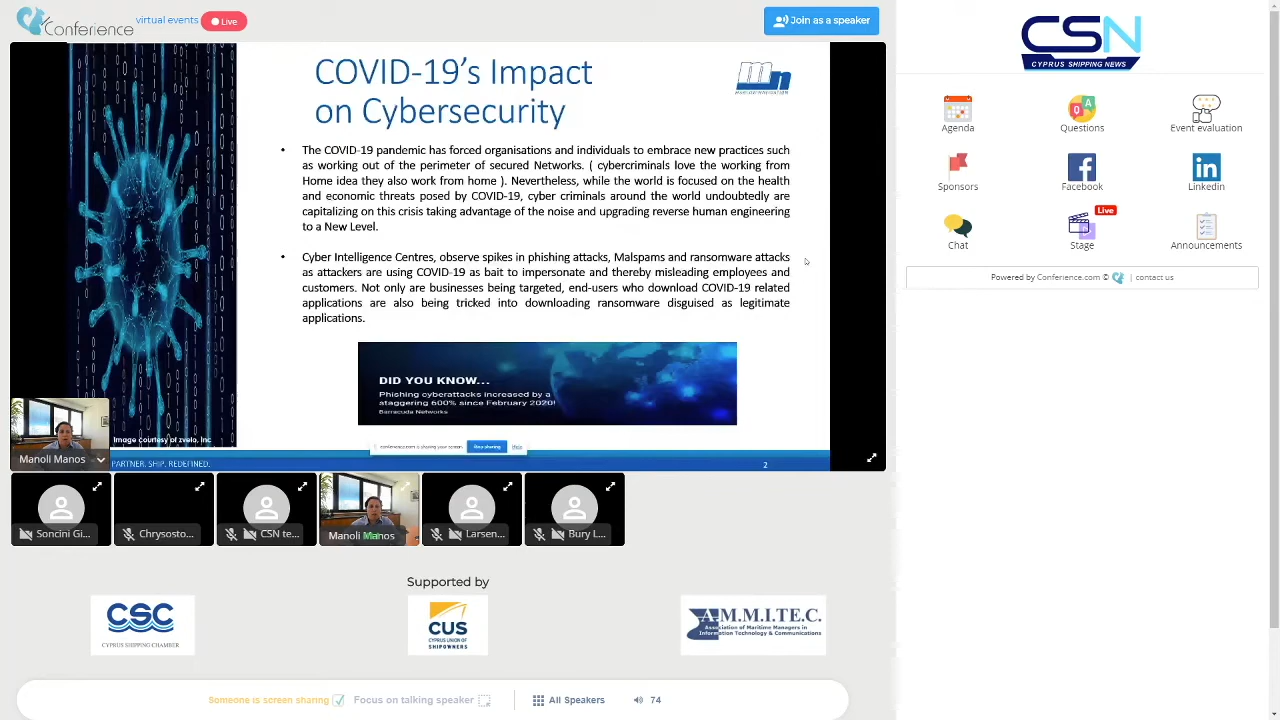 Conference
virtual events
Live
Join as a speaker
COVID-19's Impact
on Cybersecurity
• The COVID-19 pandemic has forced organisations and individuals to embrace new practices such
as working out of the perimeter of secured Networks. ( cybercriminals love the working from
Home idea they also work from home ). Nevertheless, while the world is focused on the health
and economic threats posed by COVID-19, cyber criminals around the world undoubtedly are
capitalizing on this crisis taking advantage of the noise and upgrading reverse human engineering
to a New Level.
• Cyber Intelligence Centres, observe spikes in phishing attacks, Malspams and ransomware attacks
as attackers are using COVID-19 as bait to impersonate and thereby misleading employees and
customers. Not only are businesses being targeted, end-users who download COVID-19 related
applications are also being tricked into downloading ransomware disguised as legitimate
applications.
DID YOU KNOW...
Phishing cyberattacks increased by a
staggering 600% since February 2020!
Barracuda Networks
Image courtesy of zvelo, Inc
conference.com is sharing your screen.
Stop sharing
Hide
PARTNER. SHIP. REDEFINED.
2
Manoli Manos
Soncini Gi...
Chrysosto...
CSN te...
Manoli Manos
Larsen...
Bury L...
Supported by
CSC
CYPRUS SHIPPING CHAMBER
CUS
CYPRUS UNION OF
SHIPOWNERS
A.M.M.I.TE.C.
Association of Maritime Managers in
Information Technology & Communications
Someone is screen sharing
Focus on talking speaker
All Speakers
74
CSN
CYPRUS SHIPPING NEWS
Agenda
Questions
Event evaluation
Sponsors
Facebook
Linkedin
Live
Chat
Stage
Announcements
Powered by Conference.com © | contact us